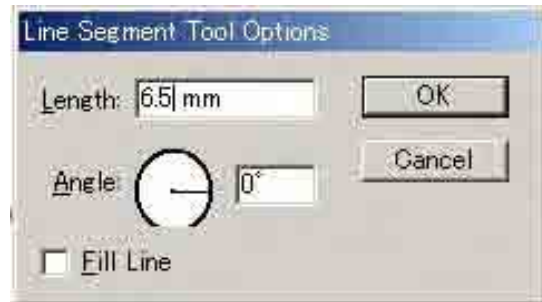 Line Segment Tool Options
Length: 6.5 mm
OK
Angle: 0°
Cancel
Fill Line